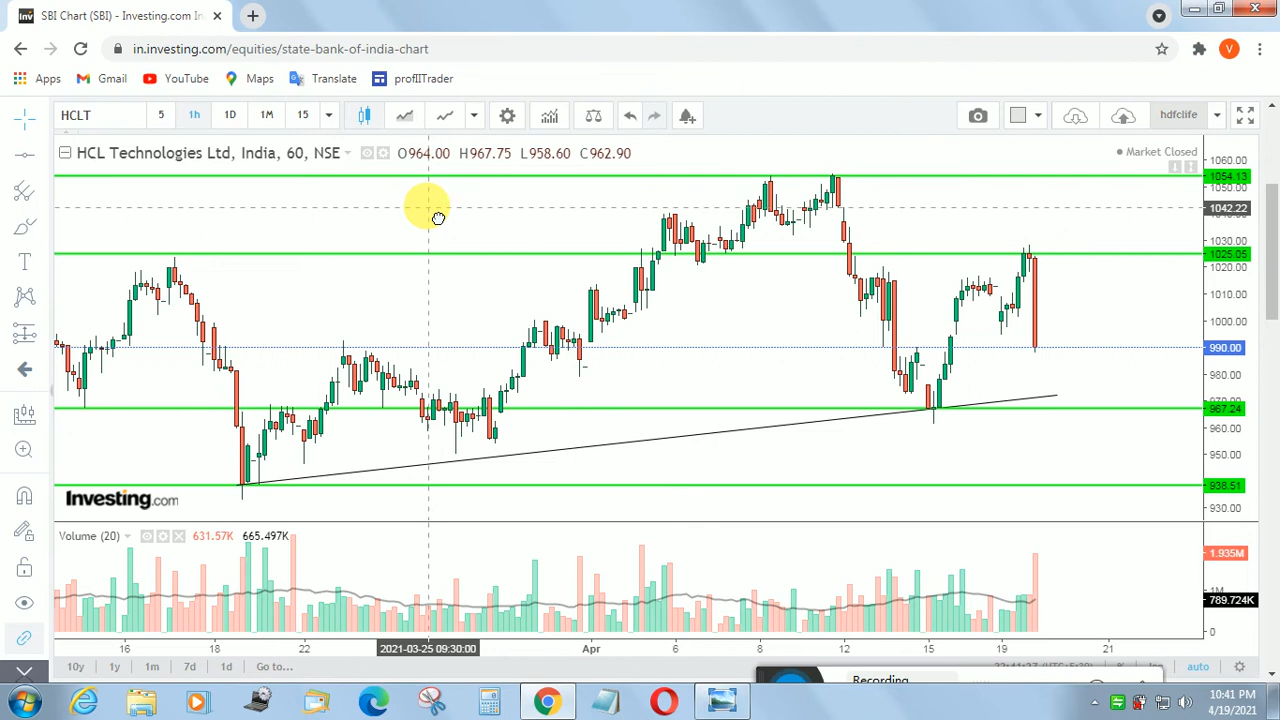 SBI Chart (SBI) - Investing.com In
in.investing.com/equities/state-bank-of-india-chart
V
Apps Gmail YouTube Maps Translate profIITrader
HCLT 5 1h 1D 1M 15 hdfclife
HCL Technologies Ltd, India, 60, NSE O964.00 H967.75 L958.60 C962.90
Market Closed
1060.00
1054.13
1050.00
1042.22
1030.00
1025.05
1020.00
1010.00
1000.00
990.00
980.00
967.24
960.00
950.00
938.51
930.00
Investing.com
Volume (20) 631.57K 665.497K
1.935M
1M
789.724K
0
16 18 22 2021-03-25 09:30:00 Apr 6 8 12 15 19 21
10y 1y 1m 7d 1d Go to... auto
Recording
10:41 PM
4/19/2021